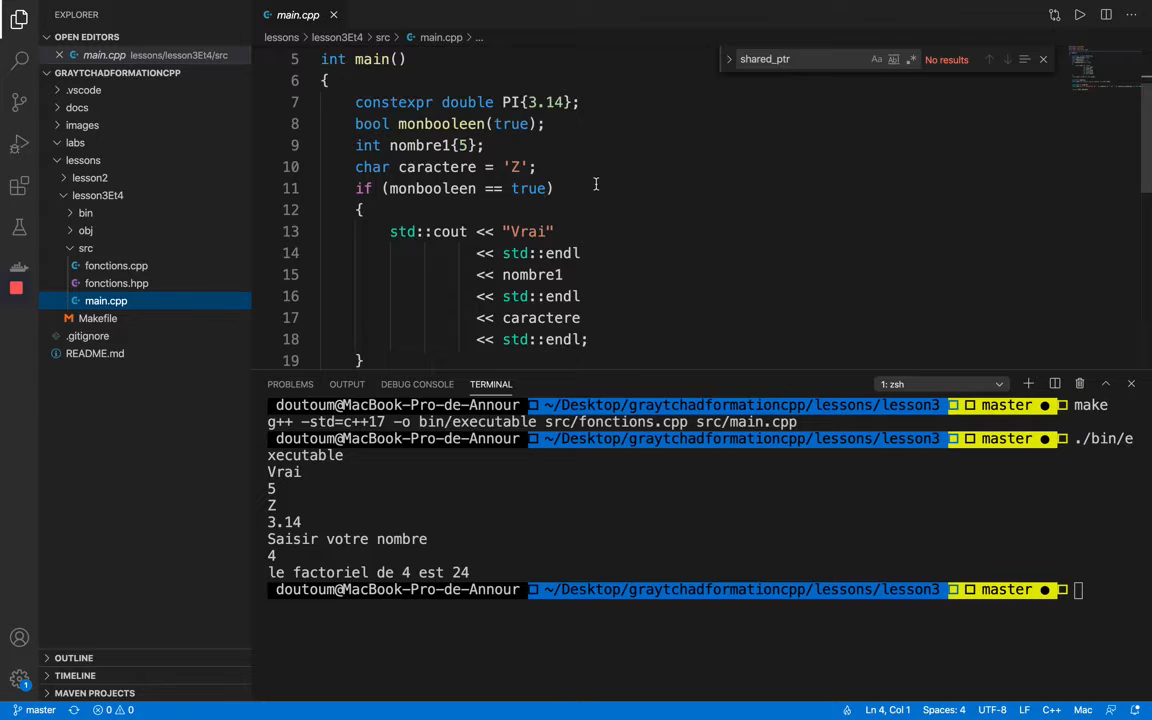 EXPLORER
OPEN EDITORS
main.cpp lessons/lesson3Et4/src
GRAYTCHADFORMATIONCPP
.vscode
docs
images
labs
lessons
lesson2
lesson3Et4
bin
obj
src
fonctions.cpp
fonctions.hpp
main.cpp
Makefile
.gitignore
README.md
OUTLINE
TIMELINE
MAVEN PROJECTS
main.cpp
lessons > lesson3Et4 > src > main.cpp > ...
shared_ptr
Aa Abl .* No results
5 int main()
6 {
7 constexpr double PI{3.14};
8 bool monbooleen(true);
9 int nombre1{5};
10 char caractere = 'Z';
11 if (monbooleen == true)
12 {
13 std::cout << "Vrai"
14 << std::endl
15 << nombre1
16 << std::endl
17 << caractere
18 << std::endl;
19 }
PROBLEMS OUTPUT DEBUG CONSOLE TERMINAL
1: zsh
doutoum@MacBook-Pro-de-Annour ~/Desktop/graytchadformationcpp/lessons/lesson3 master ● make
g++ -std=c++17 -o bin/executable src/fonctions.cpp src/main.cpp
doutoum@MacBook-Pro-de-Annour ~/Desktop/graytchadformationcpp/lessons/lesson3 master ● ./bin/e
xecutable
Vrai
5
Z
3.14
Saisir votre nombre
4
le factoriel de 4 est 24
doutoum@MacBook-Pro-de-Annour ~/Desktop/graytchadformationcpp/lessons/lesson3 master ●
1
master 0 0 Ln 4, Col 1 Spaces: 4 UTF-8 LF C++ Mac